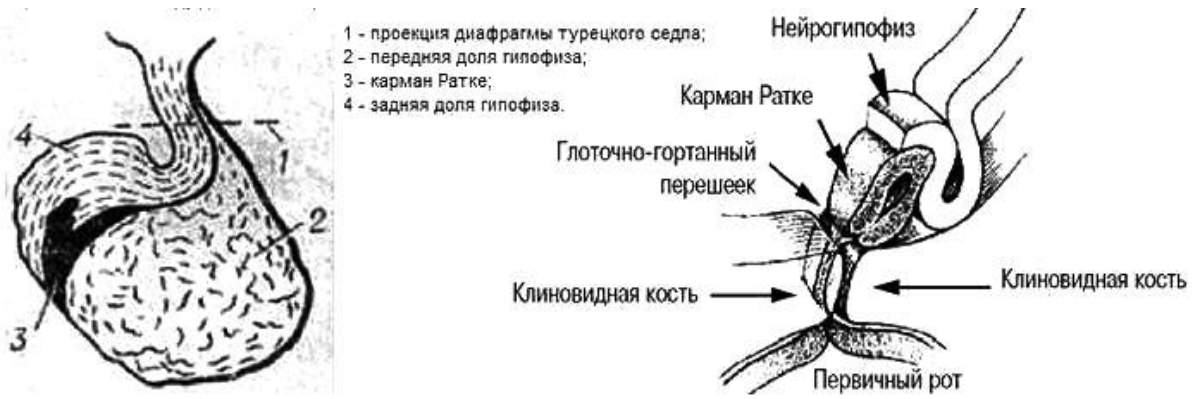 1 - проекция диафрагмы турецкого седла;
2 - передняя доля гипофиза;
3 - карман Ратке;
4 - задняя доля гипофиза.
4
1
2
3
Нейрогипофиз
Карман Ратке
Глоточно-гортанный
перешеек
Клиновидная кость
Клиновидная кость
Первичный рот